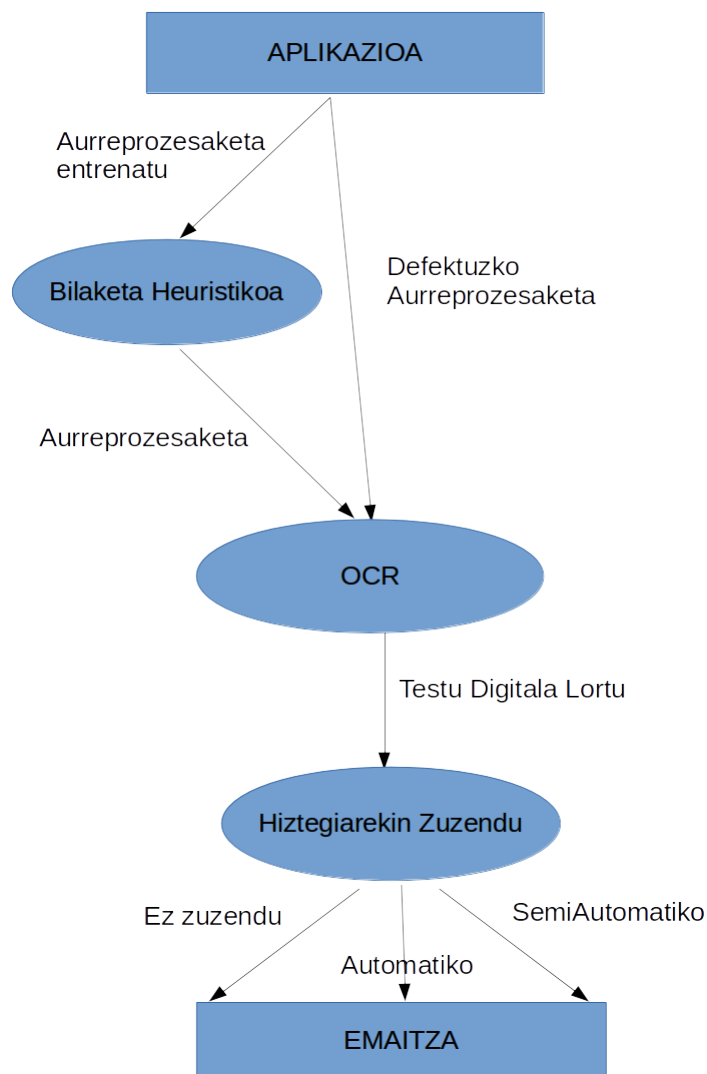 APLIKAZIOA
Aurreprozesaketa
entrenatu
Bilaketa Heuristikoa
Defektuzko
Aurreprozesaketa
Aurreprozesaketa
OCR
Testu Digitala Lortu
Hiztegiarekin Zuzendu
Ez zuzendu
SemiAutomatiko
Automatiko
EMAITZA